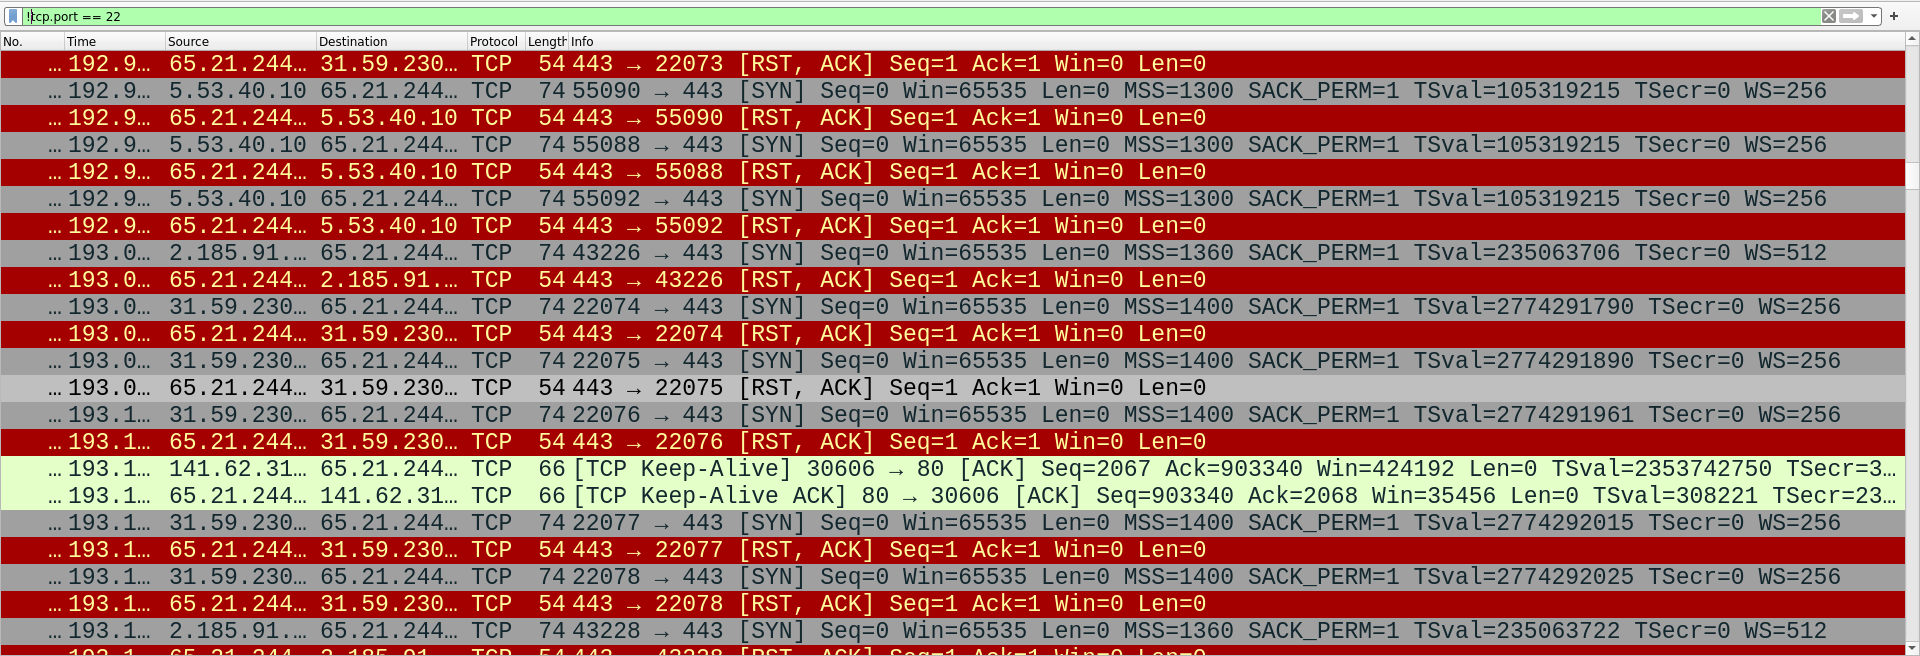 !tcp.port == 22
No. Time Source Destination Protocol Length Info
… 192.9… 65.21.244… 31.59.230… TCP 54 443 → 22073 [RST, ACK] Seq=1 Ack=1 Win=0 Len=0
… 192.9… 5.53.40.10 65.21.244… TCP 74 55090 → 443 [SYN] Seq=0 Win=65535 Len=0 MSS=1300 SACK_PERM=1 TSval=105319215 TSecr=0 WS=256
… 192.9… 65.21.244… 5.53.40.10 TCP 54 443 → 55090 [RST, ACK] Seq=1 Ack=1 Win=0 Len=0
… 192.9… 5.53.40.10 65.21.244… TCP 74 55088 → 443 [SYN] Seq=0 Win=65535 Len=0 MSS=1300 SACK_PERM=1 TSval=105319215 TSecr=0 WS=256
… 192.9… 65.21.244… 5.53.40.10 TCP 54 443 → 55088 [RST, ACK] Seq=1 Ack=1 Win=0 Len=0
… 192.9… 5.53.40.10 65.21.244… TCP 74 55092 → 443 [SYN] Seq=0 Win=65535 Len=0 MSS=1300 SACK_PERM=1 TSval=105319215 TSecr=0 WS=256
… 192.9… 65.21.244… 5.53.40.10 TCP 54 443 → 55092 [RST, ACK] Seq=1 Ack=1 Win=0 Len=0
… 193.0… 2.185.91.… 65.21.244… TCP 74 43226 → 443 [SYN] Seq=0 Win=65535 Len=0 MSS=1360 SACK_PERM=1 TSval=235063706 TSecr=0 WS=512
… 193.0… 65.21.244… 2.185.91.… TCP 54 443 → 43226 [RST, ACK] Seq=1 Ack=1 Win=0 Len=0
… 193.0… 31.59.230… 65.21.244… TCP 74 22074 → 443 [SYN] Seq=0 Win=65535 Len=0 MSS=1400 SACK_PERM=1 TSval=2774291790 TSecr=0 WS=256
… 193.0… 65.21.244… 31.59.230… TCP 54 443 → 22074 [RST, ACK] Seq=1 Ack=1 Win=0 Len=0
… 193.0… 31.59.230… 65.21.244… TCP 74 22075 → 443 [SYN] Seq=0 Win=65535 Len=0 MSS=1400 SACK_PERM=1 TSval=2774291890 TSecr=0 WS=256
… 193.0… 65.21.244… 31.59.230… TCP 54 443 → 22075 [RST, ACK] Seq=1 Ack=1 Win=0 Len=0
… 193.1… 31.59.230… 65.21.244… TCP 74 22076 → 443 [SYN] Seq=0 Win=65535 Len=0 MSS=1400 SACK_PERM=1 TSval=2774291961 TSecr=0 WS=256
… 193.1… 65.21.244… 31.59.230… TCP 54 443 → 22076 [RST, ACK] Seq=1 Ack=1 Win=0 Len=0
… 193.1… 141.62.31… 65.21.244… TCP 66 [TCP Keep-Alive] 30606 → 80 [ACK] Seq=2067 Ack=903340 Win=424192 Len=0 TSval=2353742750 TSecr=3…
… 193.1… 65.21.244… 141.62.31… TCP 66 [TCP Keep-Alive ACK] 80 → 30606 [ACK] Seq=903340 Ack=2068 Win=35456 Len=0 TSval=308221 TSecr=23…
… 193.1… 31.59.230… 65.21.244… TCP 74 22077 → 443 [SYN] Seq=0 Win=65535 Len=0 MSS=1400 SACK_PERM=1 TSval=2774292015 TSecr=0 WS=256
… 193.1… 65.21.244… 31.59.230… TCP 54 443 → 22077 [RST, ACK] Seq=1 Ack=1 Win=0 Len=0
… 193.1… 31.59.230… 65.21.244… TCP 74 22078 → 443 [SYN] Seq=0 Win=65535 Len=0 MSS=1400 SACK_PERM=1 TSval=2774292025 TSecr=0 WS=256
… 193.1… 65.21.244… 31.59.230… TCP 54 443 → 22078 [RST, ACK] Seq=1 Ack=1 Win=0 Len=0
… 193.1… 2.185.91.… 65.21.244… TCP 74 43228 → 443 [SYN] Seq=0 Win=65535 Len=0 MSS=1360 SACK_PERM=1 TSval=235063722 TSecr=0 WS=512